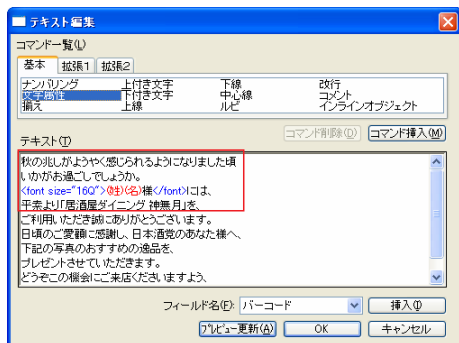 テキスト編集
コマンド一覧(L)
基本 拡張1 拡張2
ナンバリング 上付き文字 下線 改行
文字属性 下付き文字 中心線 コメント
揃え 上線 ルビ インラインオブジェクト
テキスト(T) コマンド削除(D) コマンド挿入(M)
秋の兆しがようやく感じられるようになりました頃
いかがお過ごしでしょうか。
<font size="16Q">(姓)(名)様</font>には、
平素より「居酒屋ダイニング 神無月」を、
ご利用いただき誠にありがとうございます。
日頃のご愛顧に感謝し、日本酒党のあなた様へ、
下記の写真のおすすめの逸品を、
プレゼントさせていただきます。
どうぞこの機会にご来店くださいますよう、
フィールド名(F): バーコード 挿入(I)
プレビュー更新(A) OK キャンセル